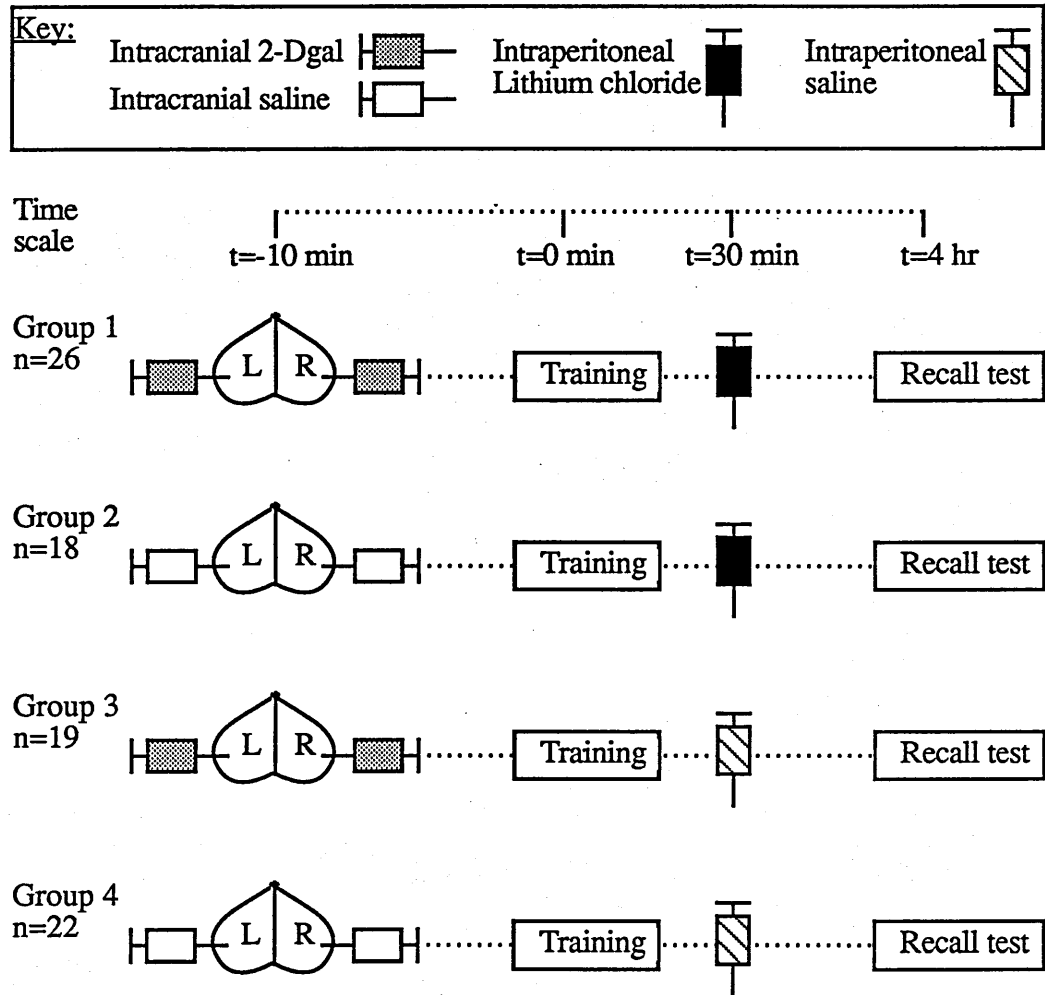 Key:
Intracranial 2-Dgal
Intracranial saline
Intraperitoneal
Lithium chloride
Intraperitoneal
saline
Time
scale
t=-10 min
t=0 min
t=30 min
t=4 hr
Group 1
n=26
L R
Training
Recall test
Group 2
n=18
L R
Training
Recall test
Group 3
n=19
L R
Training
Recall test
Group 4
n=22
L R
Training
Recall test